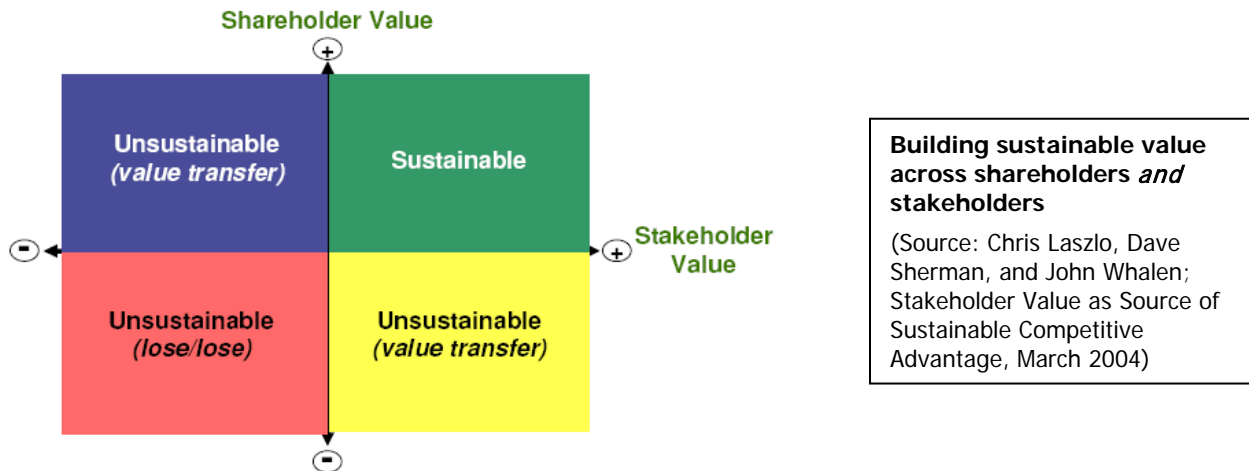 Shareholder Value
+
Unsustainable
(value transfer)
Sustainable
-
+
Stakeholder
Value
Unsustainable
(lose/lose)
Unsustainable
(value transfer)
-
Building sustainable value
across shareholders and
stakeholders
(Source: Chris Laszlo, Dave
Sherman, and John Whalen;
Stakeholder Value as Source of
Sustainable Competitive
Advantage, March 2004)